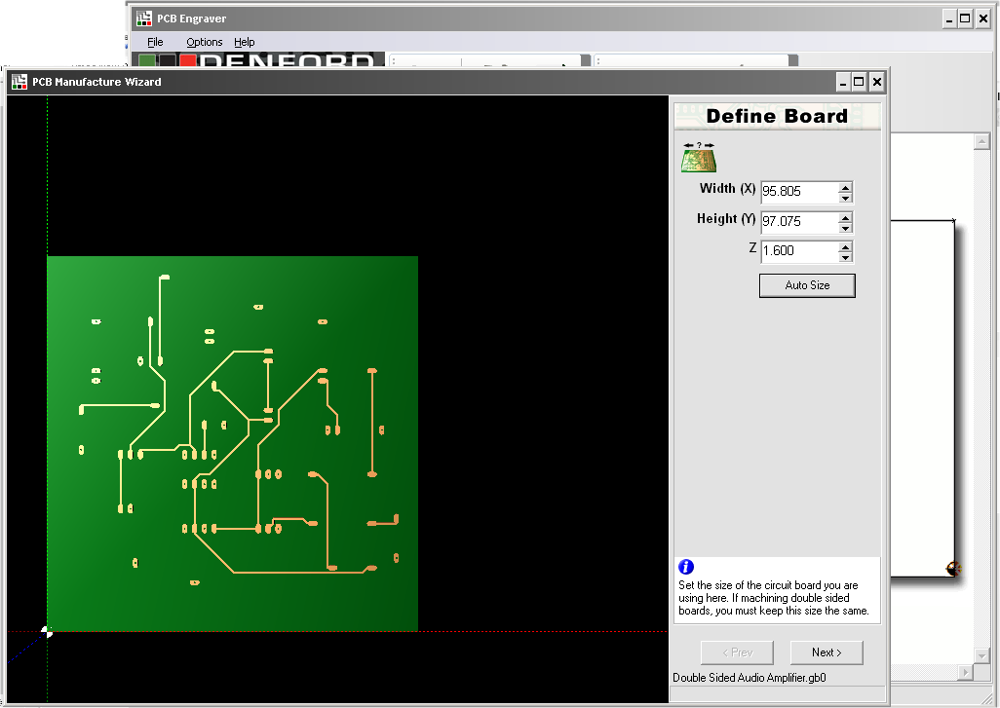 PCB Engraver
File Options Help
DENFORD
PCB Manufacture Wizard
Define Board
?
Width (X) 95.805
Height (Y) 97.075
Z 1.600
Auto Size
Set the size of the circuit board you are
using here. If machining double sided
boards, you must keep this size the same.
< Prev Next >
Double Sided Audio Amplifier.gb0